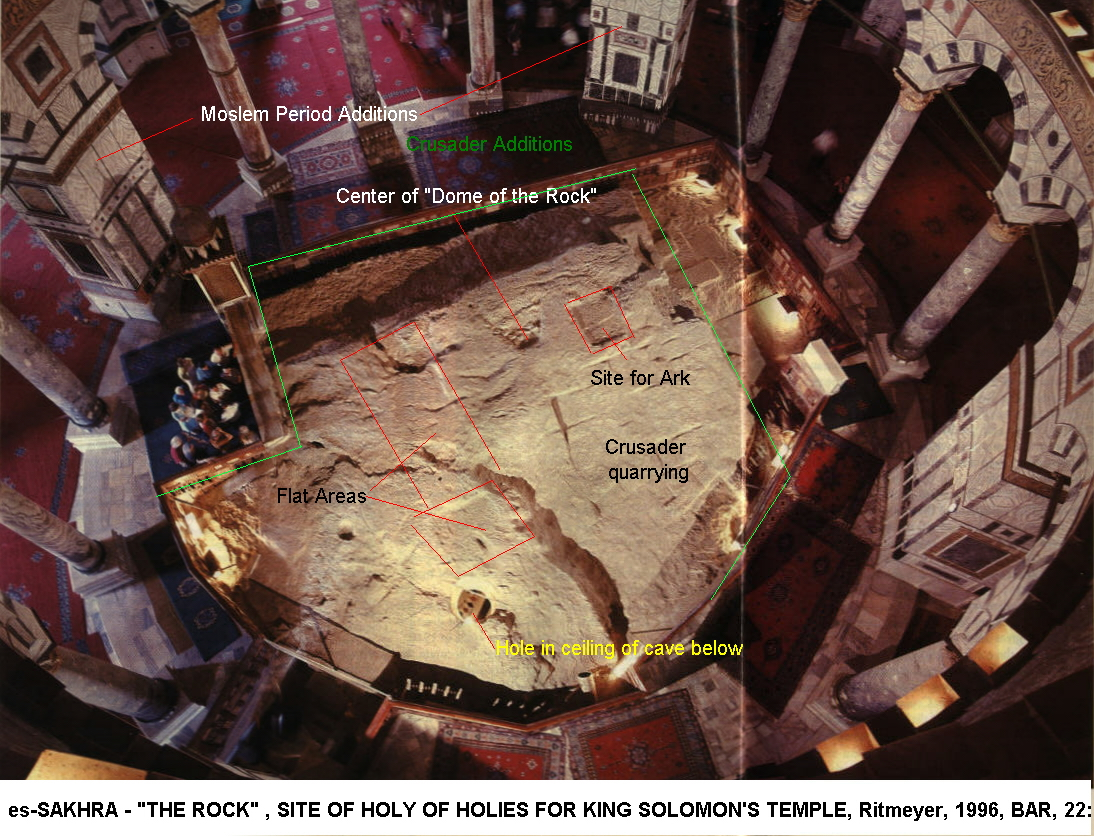 Moslem Period Additions
Crusader Additions
Center of "Dome of the Rock"
Site for Ark
Crusader
quarrying
Flat Areas
Hole in ceiling of cave below
es-SAKHRA - "THE ROCK" , SITE OF HOLY OF HOLIES FOR KING SOLOMON'S TEMPLE, Ritmeyer, 1996, BAR, 22: